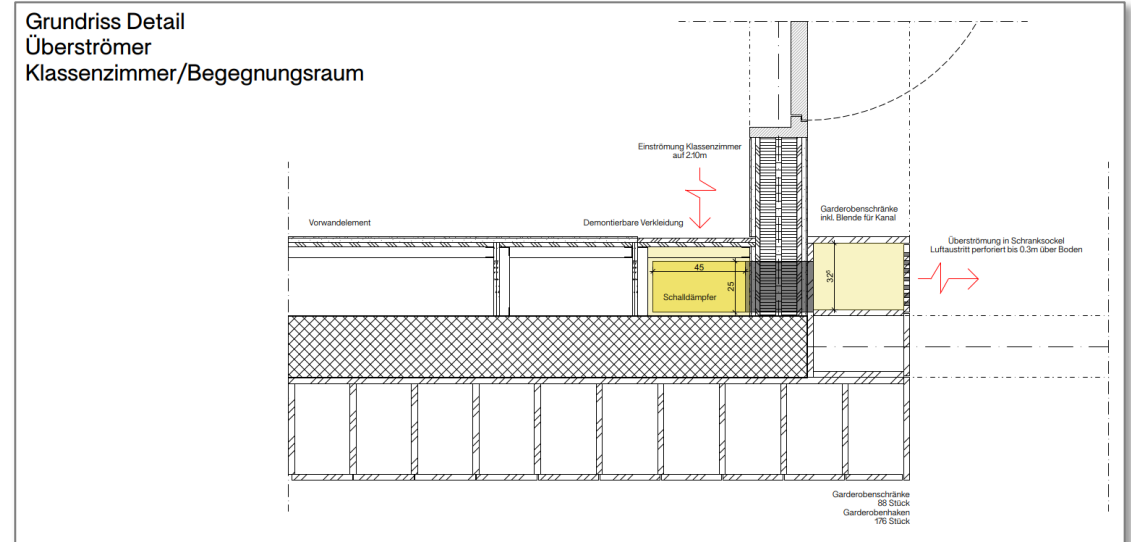 Grundriss Detail
Überströmer
Klassenzimmer/Begegnungsraum
Einströmung Klassenzimmer
auf 2.10m
Vorwandelement
Demontierbare Verkleidung
Garderobenschränke
inkl. Blende für Kanal
Überströmung in Schranksockel
Luftaustritt perforiert bis 0.3m über Boden
45
25
32⁵
Schalldämpfer
Garderobenschränke
88 Stück
Garderobenhaken
176 Stück